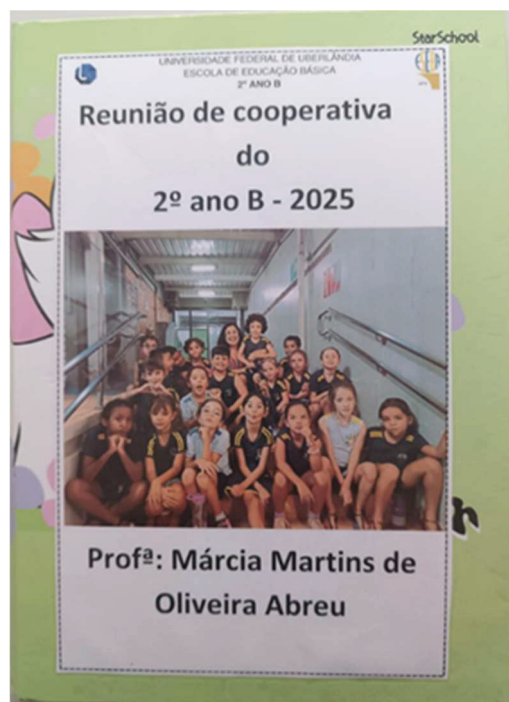 StarSchool
UNIVERSIDADE FEDERAL DE UBERLÂNDIA
ESCOLA DE EDUCAÇÃO BÁSICA
2º ANO B
Reunião de cooperativa
do
2º ano B - 2025
Profª: Márcia Martins de
Oliveira Abreu